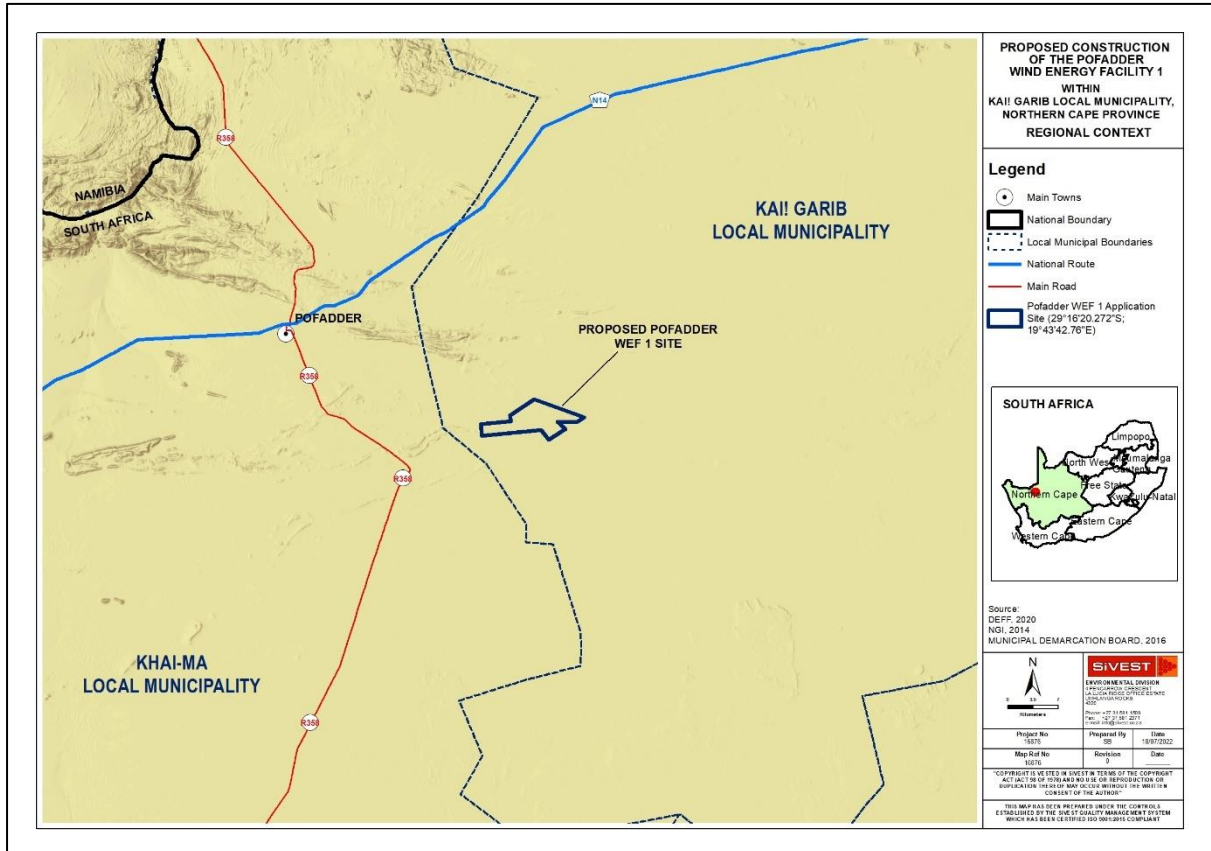 R358
NAMIBIA
SOUTH AFRICA
N14
KAI! GARIB
LOCAL MUNICIPALITY
POFADDER
PROPOSED POFADDER
WEF 1 SITE
R358
R358
KHAI-MA
LOCAL MUNICIPALITY
R358
PROPOSED CONSTRUCTION
OF THE POFADDER
WIND ENERGY FACILITY 1
WITHIN
KAI! GARIB LOCAL MUNICIPALITY,
NORTHERN CAPE PROVINCE
REGIONAL CONTEXT
Legend
Main Towns
National Boundary
Local Municipal Boundaries
National Route
Main Road
Pofadder WEF 1 Application
Site (29°16'20.272"S;
19°43'42.76"E)
SOUTH AFRICA
Limpopo
North West
Mpumalanga
Gauteng
Free State
KwaZulu-Natal
Northern Cape
Eastern Cape
Western Cape
Source:
DEFF, 2020
NGI, 2014
MUNICIPAL DEMARCATION BOARD, 2016
N
Kilometers
SiVEST
ENVIRONMENTAL DIVISION
LA LUCIA RIDGE OFFICE ESTATE
Project No
Prepared By
SB
Date
18/07/2022
Map Ref No
Revision
0
Date
"COPYRIGHT IS VESTED IN SIVEST IN TERMS OF THE COPYRIGHT
ACT (ACT 98 OF 1978) AND NO USE OR REPRODUCTION OR
DUPLICATION THEREOF MAY OCCUR WITHOUT THE WRITTEN
CONSENT OF THE AUTHOR"
THIS MAP HAS BEEN PREPARED UNDER THE CONTROLS
ESTABLISHED BY THE SIVEST QUALITY MANAGEMENT SYSTEM
WHICH HAS BEEN CERTIFIED ISO 9001:2015 COMPLIANT